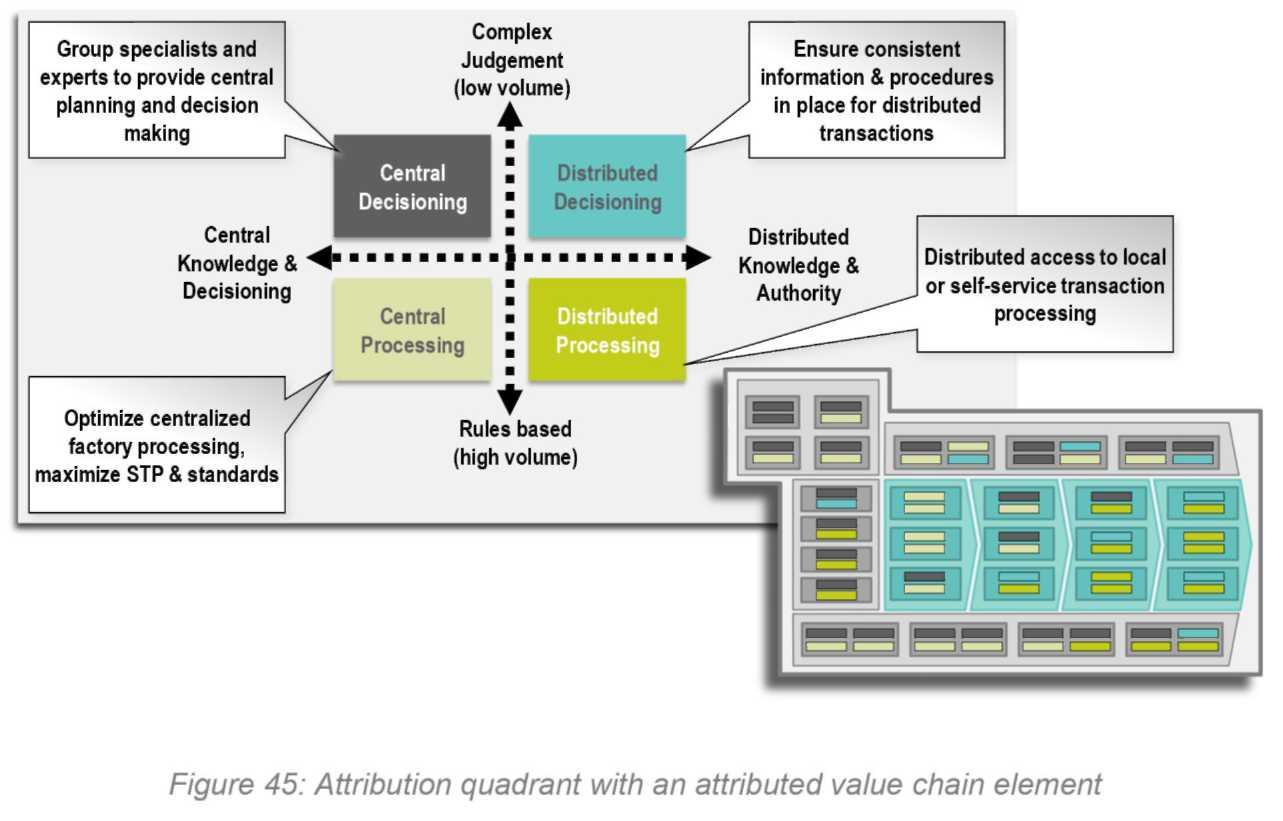 Group specialists and
experts to provide central
planning and decision
making
Complex
Judgement
(low volume)
Ensure consistent
information & procedures
in place for distributed
transactions
Central
Decisioning
Distributed
Decisioning
Central
Knowledge &
Decisioning
Distributed
Knowledge &
Authority
Distributed access to local
or self-service transaction
processing
Central
Processing
Distributed
Processing
Optimize centralized
factory processing,
maximize STP & standards
Rules based
(high volume)
Figure 45: Attribution quadrant with an attributed value chain element